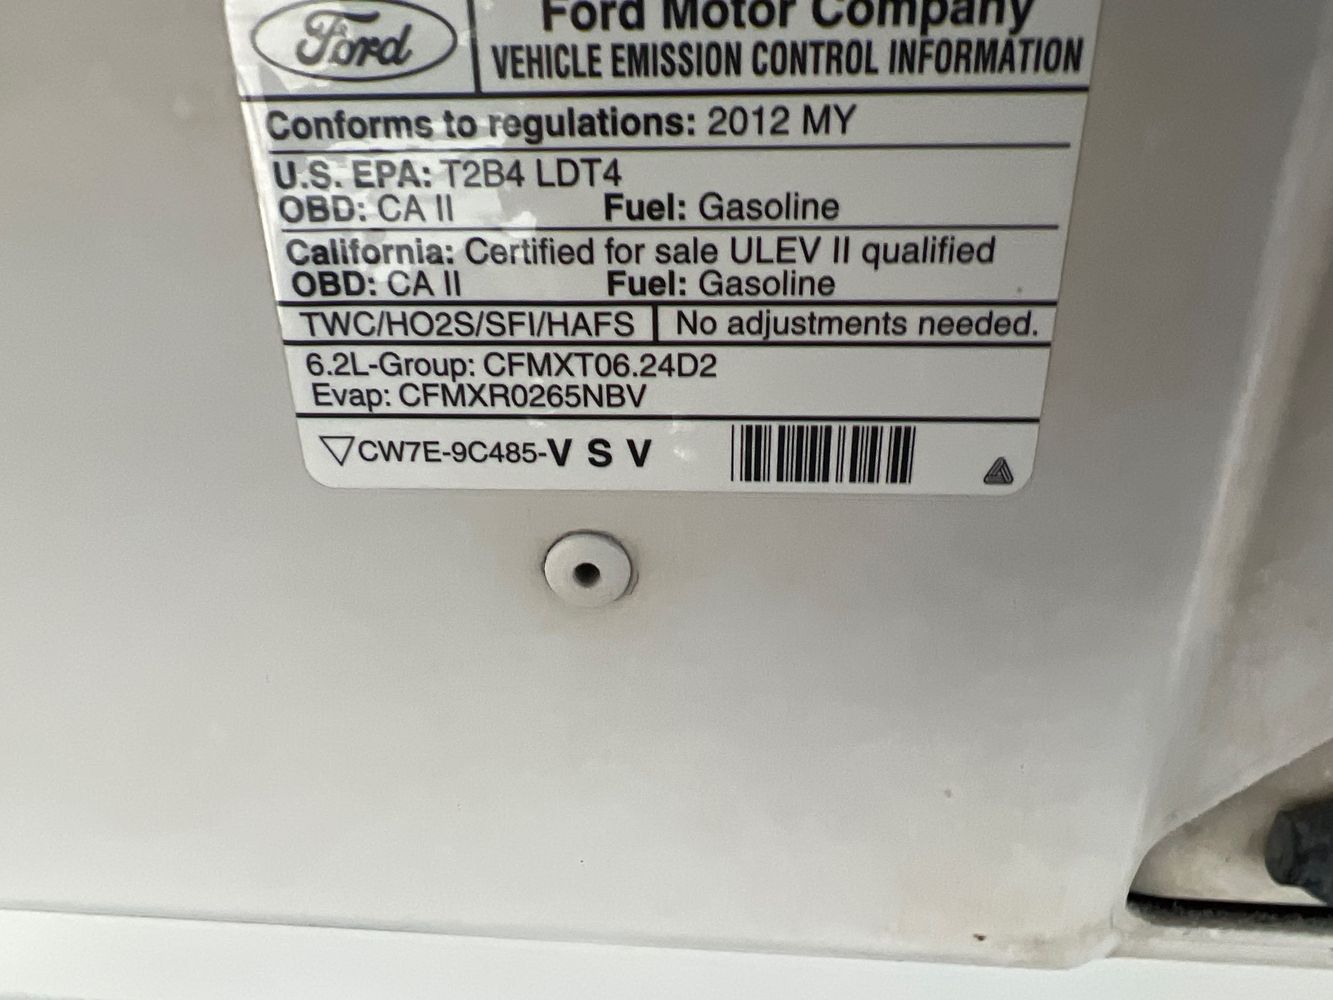 Ford
Ford Motor Company
VEHICLE EMISSION CONTROL INFORMATION
Conforms to regulations: 2012 MY
U.S. EPA: T2B4 LDT4
OBD: CA II Fuel: Gasoline
California: Certified for sale ULEV II qualified
OBD: CA II Fuel: Gasoline
TWC/HO2S/SFI/HAFS No adjustments needed.
6.2L-Group: CFMXT06.24D2
Evap: CFMXR0265NBV
CW7E-9C485-V S V